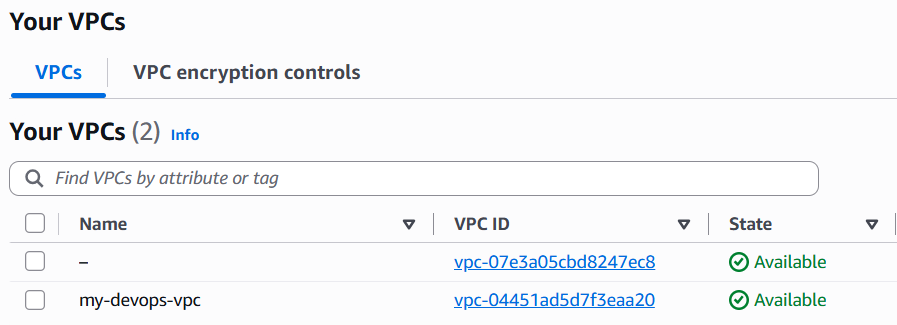 Your VPCs
VPCs VPC encryption controls
Your VPCs (2) Info
Find VPCs by attribute or tag
Name VPC ID State
– vpc-07e3a05cbd8247ec8 Available
my-devops-vpc vpc-04451ad5d7f3eaa20 Available